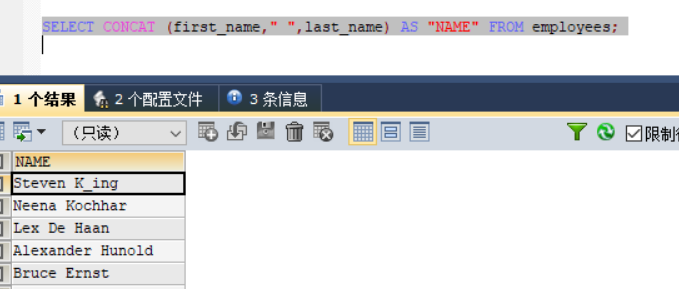 SELECT CONCAT (first_name," ",last_name) AS "NAME" FROM employees;
1 个结果 2 个配置文件 3 条信息
（只读） 限制行
NAME
Steven K_ing
Neena Kochhar
Lex De Haan
Alexander Hunold
Bruce Ernst